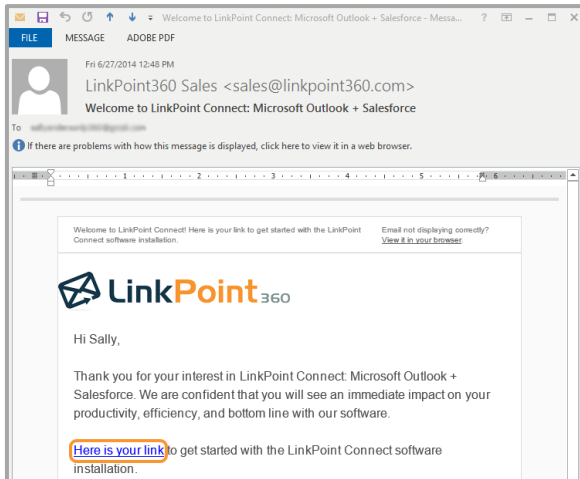 Welcome to LinkPoint Connect: Microsoft Outlook + Salesforce - Messa...
FILE MESSAGE ADOBE PDF
Fri 6/27/2014 12:48 PM
LinkPoint360 Sales <sales@linkpoint360.com>
Welcome to LinkPoint Connect: Microsoft Outlook + Salesforce
To
If there are problems with how this message is displayed, click here to view it in a web browser.
1 2 3 4 5 6
Welcome to LinkPoint Connect! Here is your link to get started with the LinkPoint
Connect software installation.
Email not displaying correctly?
View it in your browser.
LinkPoint 360
Hi Sally,
Thank you for your interest in LinkPoint Connect: Microsoft Outlook +
Salesforce. We are confident that you will see an immediate impact on your
productivity, efficiency, and bottom line with our software.
Here is your link to get started with the LinkPoint Connect software
installation.